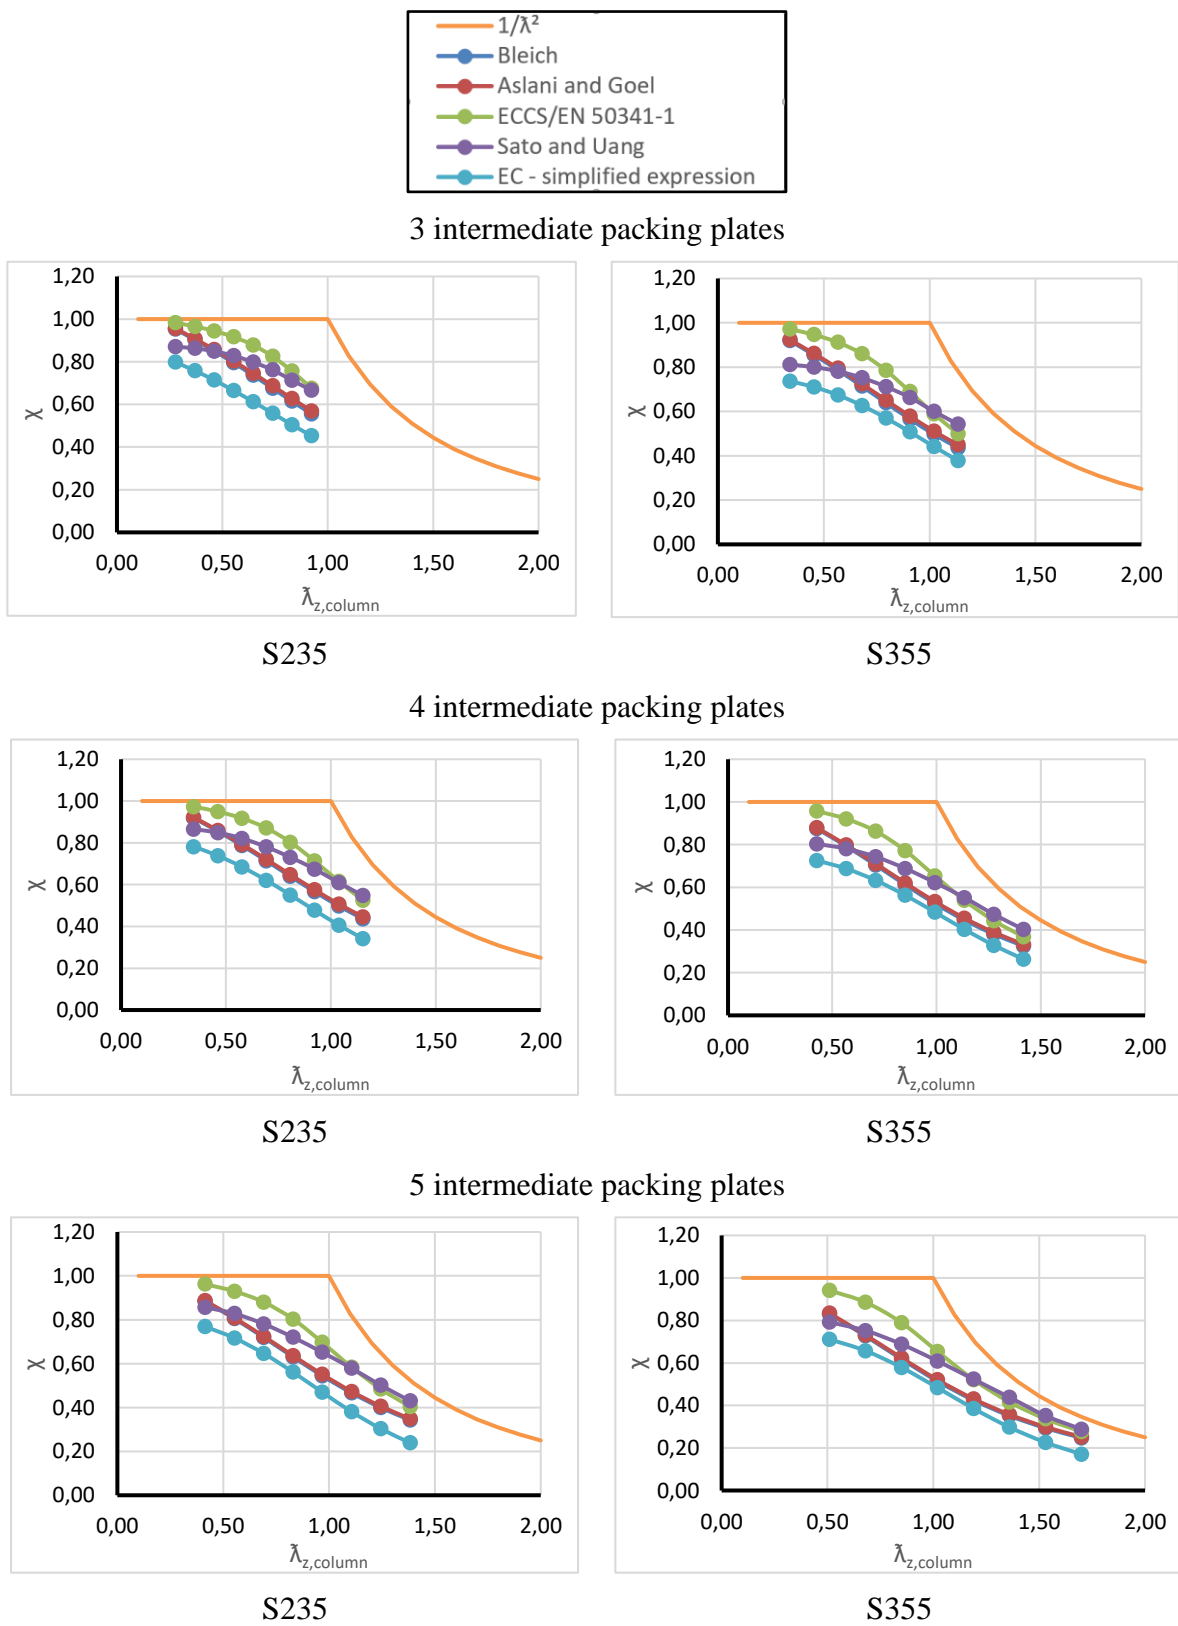 1/ƛ²
Bleich
Aslani and Goel
ECCS/EN 50341-1
Sato and Uang
EC - simplified expression
3 intermediate packing plates
1,20
1,00
0,80
0,60
0,40
0,20
0,00
χ
0,00 0,50 1,00 1,50 2,00
ƛz,column
S235
1,20
1,00
0,80
0,60
0,40
0,20
0,00
χ
0,00 0,50 1,00 1,50 2,00
ƛz,column
S355
4 intermediate packing plates
1,20
1,00
0,80
0,60
0,40
0,20
0,00
χ
0,00 0,50 1,00 1,50 2,00
ƛz,column
S235
1,20
1,00
0,80
0,60
0,40
0,20
0,00
χ
0,00 0,50 1,00 1,50 2,00
ƛz,column
S355
5 intermediate packing plates
1,20
1,00
0,80
0,60
0,40
0,20
0,00
χ
0,00 0,50 1,00 1,50 2,00
ƛz,column
S235
1,20
1,00
0,80
0,60
0,40
0,20
0,00
χ
0,00 0,50 1,00 1,50 2,00
ƛz,column
S355